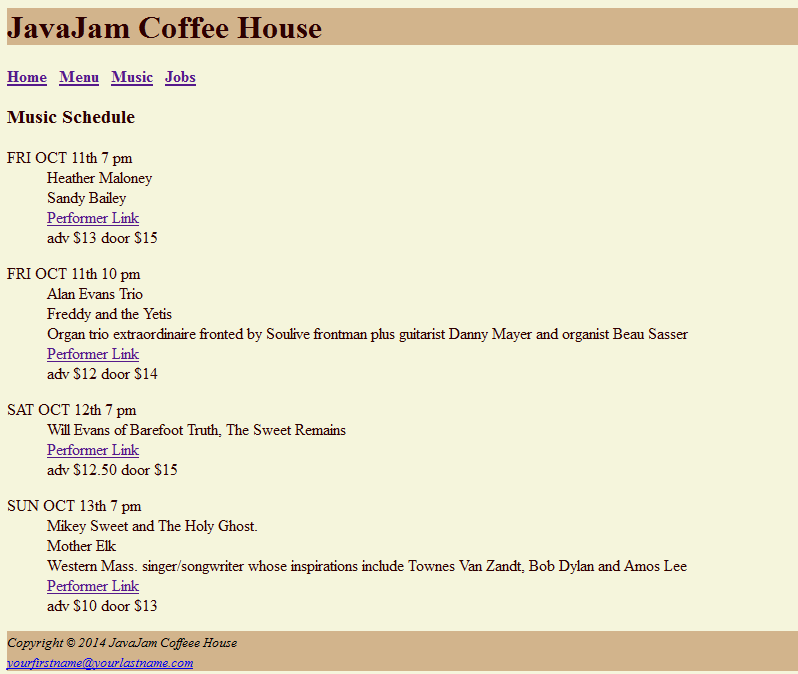 JavaJam Coffee House
Home Menu Music Jobs
Music Schedule
FRI OCT 11th 7 pm
Heather Maloney
Sandy Bailey
Performer Link
adv $13 door $15
FRI OCT 11th 10 pm
Alan Evans Trio
Freddy and the Yetis
Organ trio extraordinaire fronted by Soulive frontman plus guitarist Danny Mayer and organist Beau Sasser
Performer Link
adv $12 door $14
SAT OCT 12th 7 pm
Will Evans of Barefoot Truth, The Sweet Remains
Performer Link
adv $12.50 door $15
SUN OCT 13th 7 pm
Mikey Sweet and The Holy Ghost.
Mother Elk
Western Mass. singer/songwriter whose inspirations include Townes Van Zandt, Bob Dylan and Amos Lee
Performer Link
adv $10 door $13
Copyright © 2014 JavaJam Coffeee House
yourfirstname@yourlastname.com